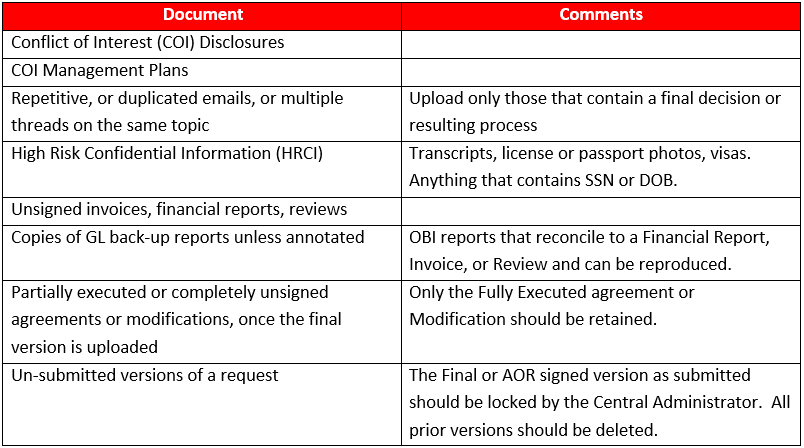 Document
Comments
Conflict of Interest (COI) Disclosures
COI Management Plans
Repetitive, or duplicated emails, or multiple
threads on the same topic
Upload only those that contain a final decision or
resulting process
High Risk Confidential Information (HRCI)
Transcripts, license or passport photos, visas.
Anything that contains SSN or DOB.
Unsigned invoices, financial reports, reviews
Copies of GL back-up reports unless annotated
OBI reports that reconcile to a Financial Report,
Invoice, or Review and can be reproduced.
Partially executed or completely unsigned
agreements or modifications, once the final
version is uploaded
Only the Fully Executed agreement or
Modification should be retained.
Un-submitted versions of a request
The Final or AOR signed version as submitted
should be locked by the Central Administrator.  All
prior versions should be deleted.